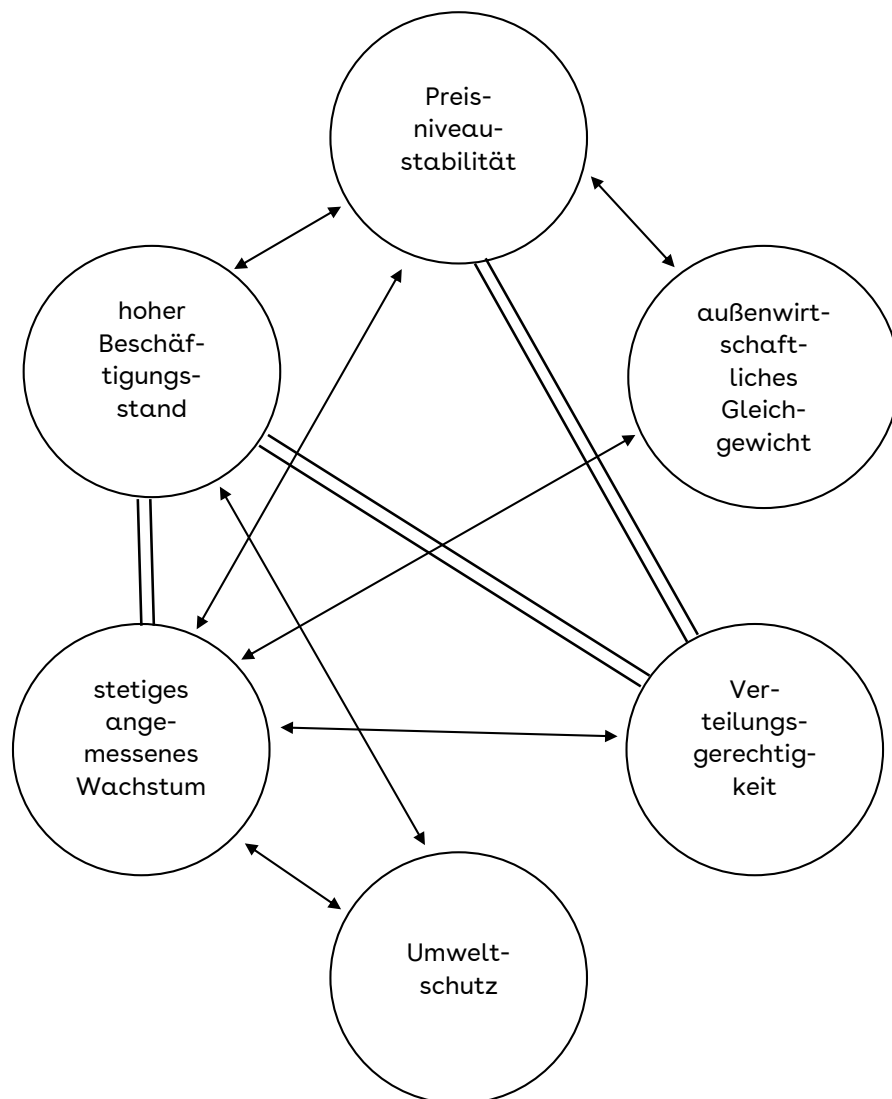 Preis-
niveau-
stabilität
hoher
Beschäf-
tigungs-
stand
außenwirt-
schaft-
liches
Gleich-
gewicht
stetiges
ange-
messenes
Wachstum
Ver-
teilungs-
gerechtig-
keit
Umwelt-
schutz